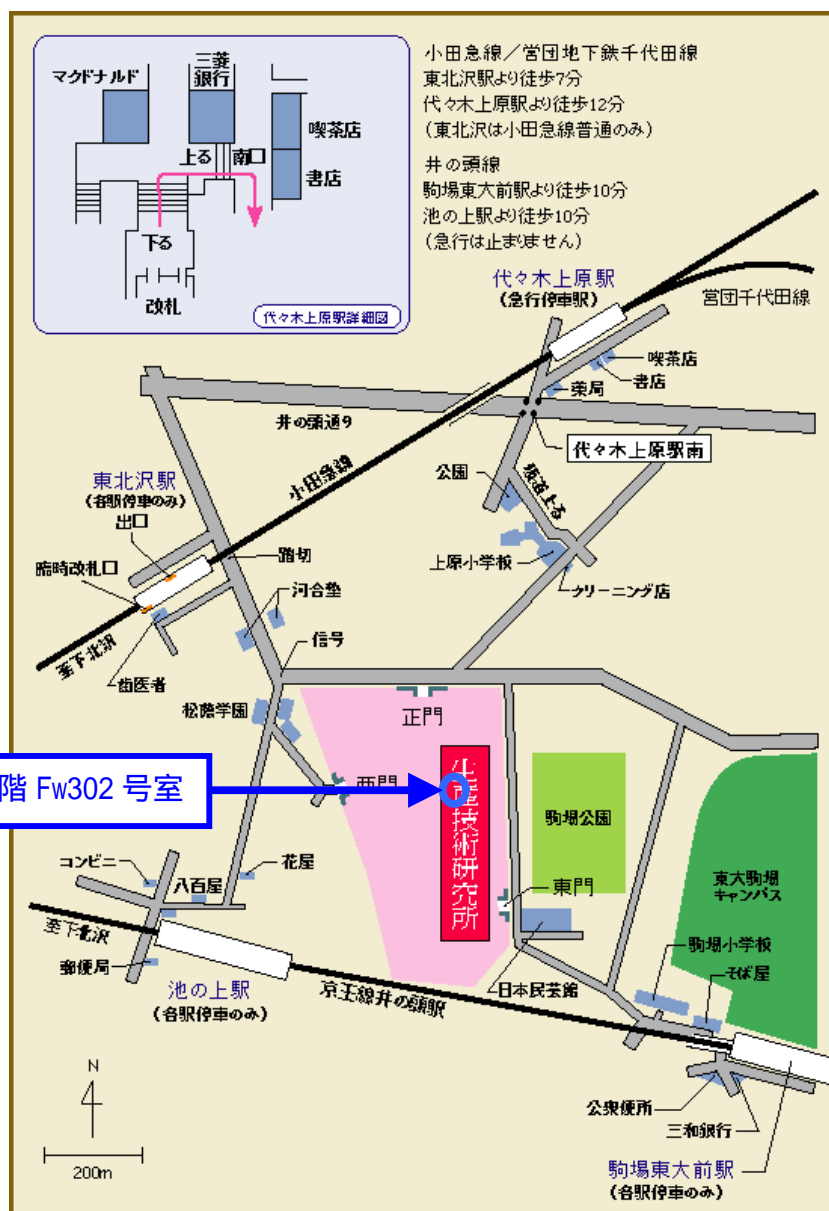 マクドナルド
三菱
銀行
喫茶店
書店
上る
南口
下る
改札
代々木上原駅詳細図
小田急線／営団地下鉄千代田線
東北沢駅より徒歩7分
代々木上原駅より徒歩12分
(東北沢は小田急線普通のみ)
井の頭線
駒場東大前駅より徒歩10分
池の上駅より徒歩10分
(急行は止まりません)
代々木上原駅
(急行停車駅)
営団千代田線
喫茶店
書店
薬局
井の頭通り
代々木上原駅南
小田急線
公園
坂道上る
東北沢駅
(各駅停車のみ)
出口
臨時改札口
踏切
上原小学校
クリーニング店
河合塾
至下北沢
信号
歯医者
松蔭学園
正門
西門
階 Fw302 号室
生産技術研究所
駒場公園
東大駒場
キャンパス
コンビニ
花屋
八百屋
東門
至下北沢
駒場小学校
郵便局
そば屋
池の上駅
(各駅停車のみ)
京王線井の頭駅
日本民芸館
N
200m
公衆便所
三和銀行
駒場東大前駅
(各駅停車のみ)